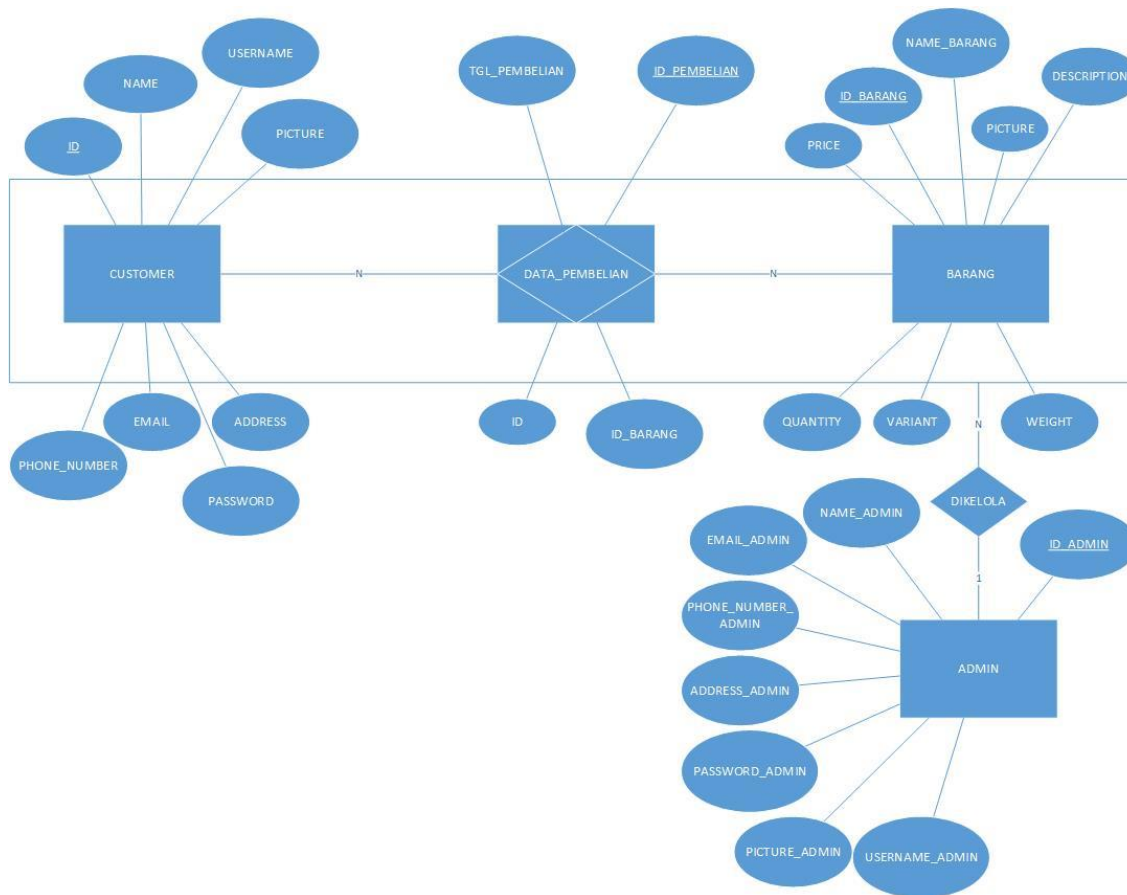 USERNAME
NAME
ID
PICTURE
TGL_PEMBELIAN
ID_PEMBELIAN
NAME_BARANG
ID_BARANG
DESCRIPTION
PRICE
PICTURE
CUSTOMER
N
DATA_PEMBELIAN
N
BARANG
PHONE_NUMBER
EMAIL
ADDRESS
PASSWORD
ID
ID_BARANG
QUANTITY
VARIANT
WEIGHT
N
DIKELOLA
1
NAME_ADMIN
EMAIL_ADMIN
ID_ADMIN
PHONE_NUMBER_
ADMIN
ADDRESS_ADMIN
ADMIN
PASSWORD_ADMIN
PICTURE_ADMIN
USERNAME_ADMIN